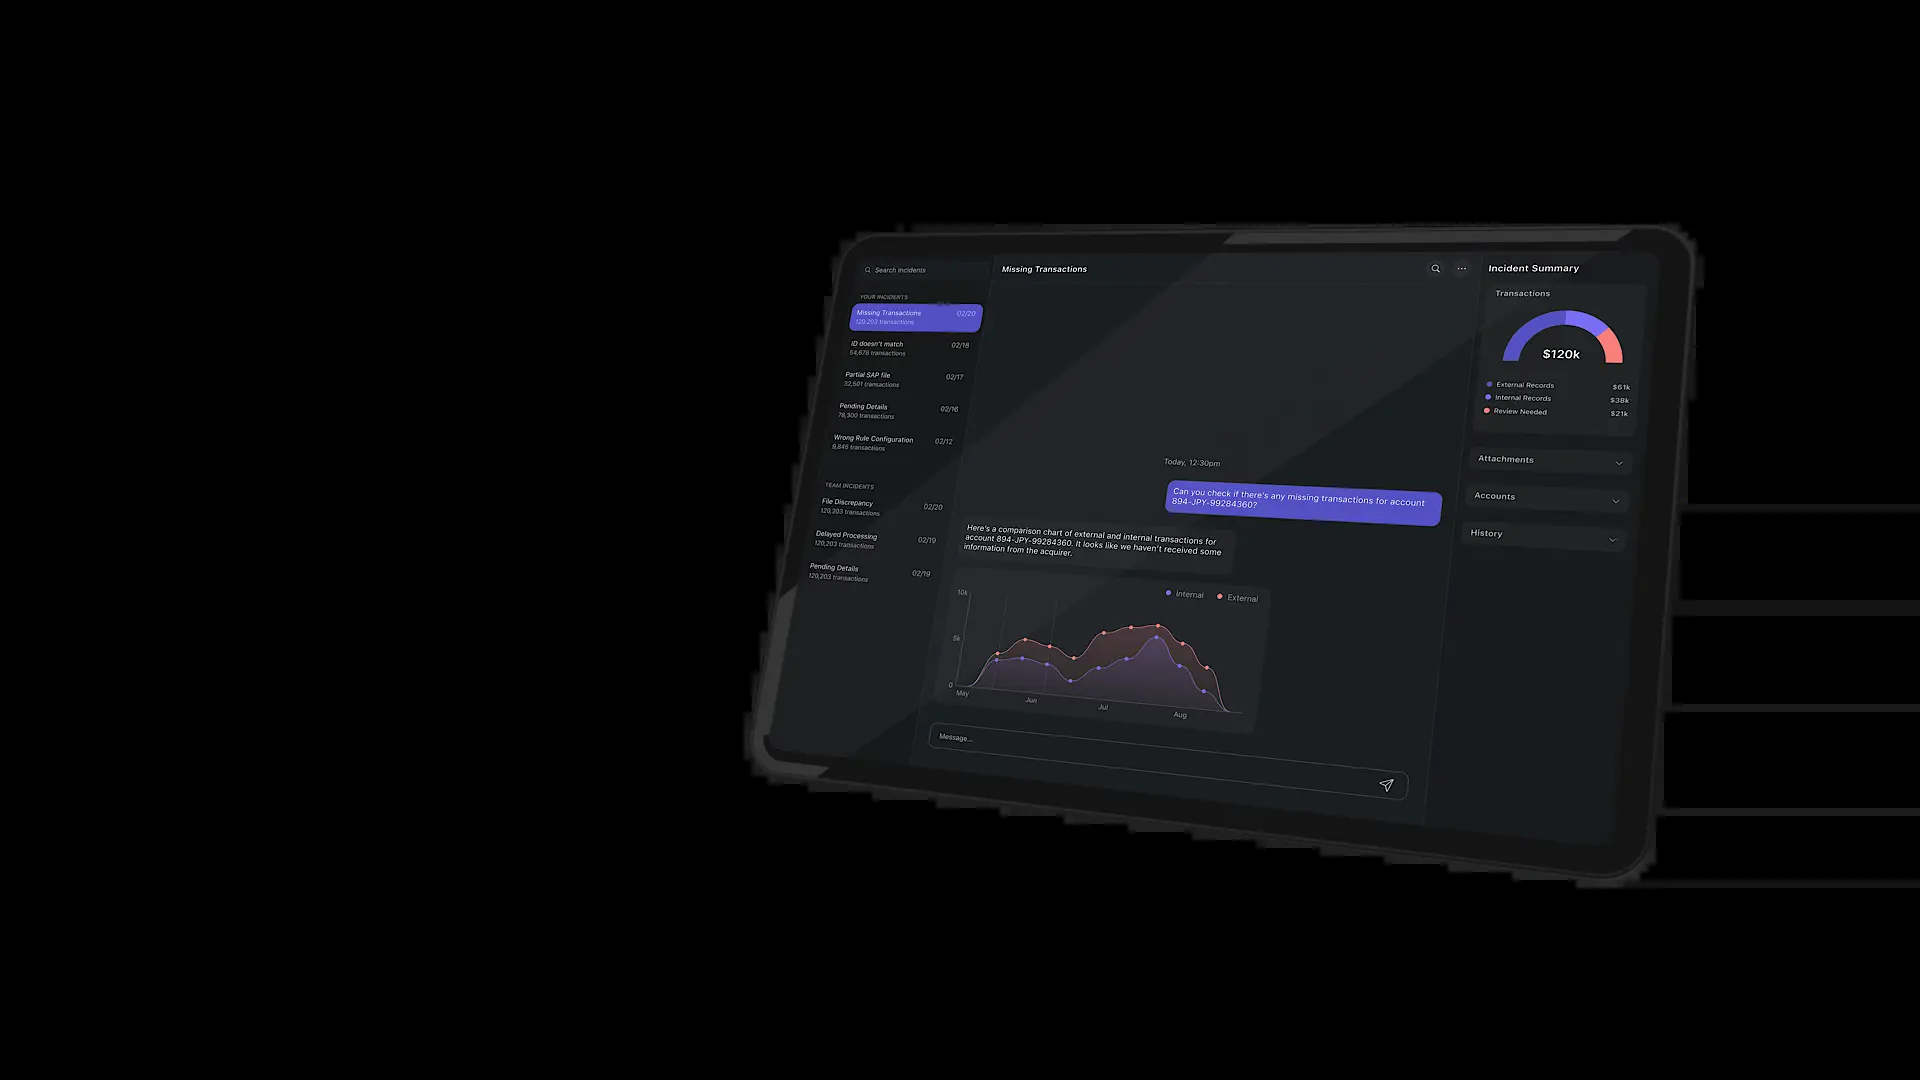 Search incidents
YOUR INCIDENTS
Missing Transactions
02/20
120,203 transactions
ID doesn't match
02/18
54,678 transactions
Partial SAP file
02/17
32,501 transactions
Pending Details
02/16
78,300 transactions
Wrong Rule Configuration
02/12
9,845 transactions
TEAM INCIDENTS
File Discrepancy
02/20
120,203 transactions
Delayed Processing
02/19
120,203 transactions
Pending Details
02/19
120,203 transactions
Missing Transactions
Today, 12:30pm
Can you check if there's any missing transactions for account
894-JPY-99284360?
Here's a comparison chart of external and internal transactions for
account 894-JPY-99284360. It looks like we haven't received some
information from the acquirer.
Internal
External
10k
5k
0
May
Jun
Jul
Aug
Message...
Incident Summary
Transactions
$120k
External Records
$61k
Internal Records
$38k
Review Needed
$21k
Attachments
Accounts
History